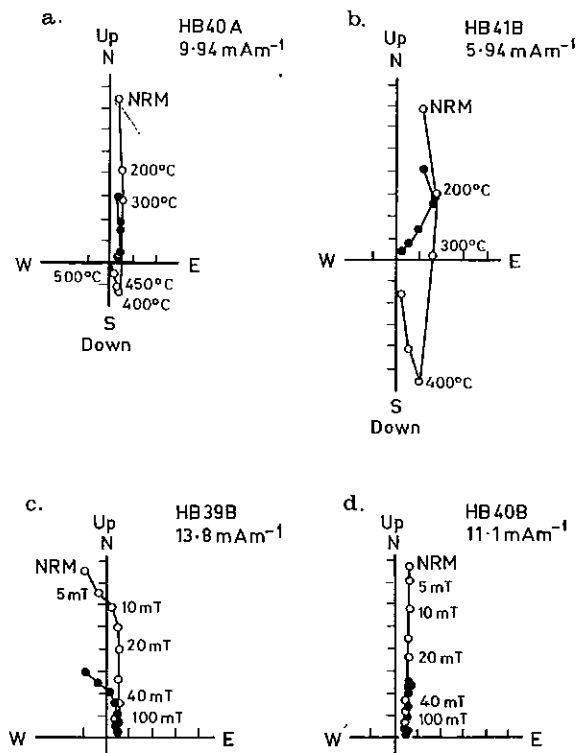 a.
HB40A
9·94 mAm⁻¹
Up
N
NRM
200°C
300°C
W
E
500°C
450°C
400°C
S
Down
b.
HB41B
5·94 mAm⁻¹
Up
N
NRM
200°C
300°C
W
E
400°C
S
Down
c.
HB39B
13·8 mAm⁻¹
Up
N
NRM
5 mT
10 mT
20 mT
40 mT
100 mT
W
E
d.
HB40B
11·1 mAm⁻¹
Up
N
NRM
5 mT
10 mT
20 mT
40 mT
100 mT
W
E